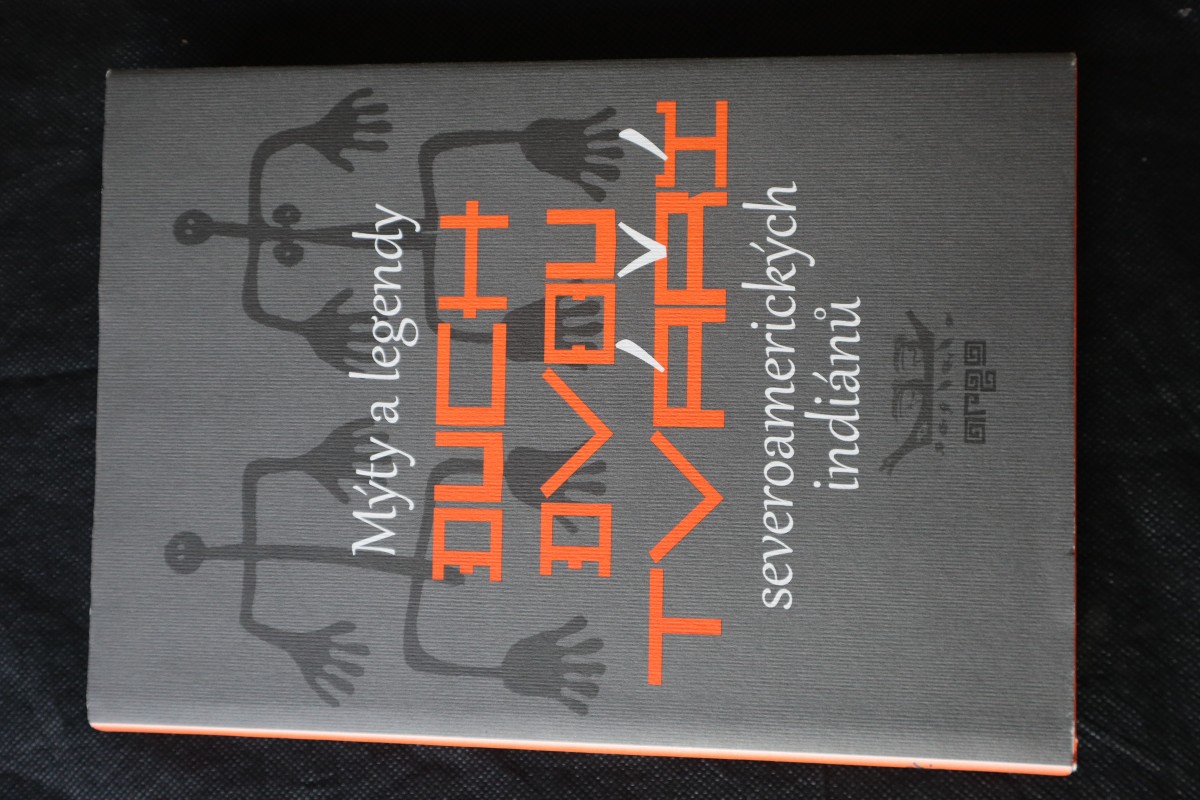 Mýty a legendy
DUCH
DVOU
TVÁŘÍ
severoamerických
indiánů